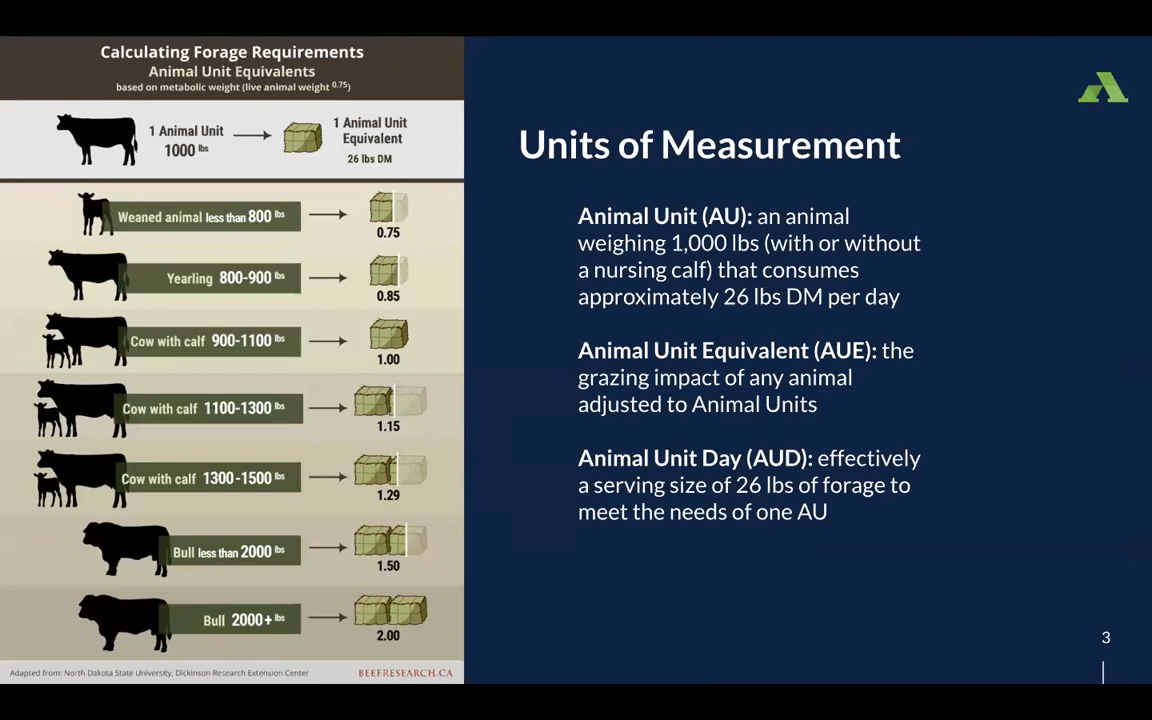 Calculating Forage Requirements
Animal Unit Equivalents
based on metabolic weight (live animal weight 0.75)
1 Animal Unit
1000 lbs
1 Animal Unit
Equivalent
26 lbs DM
Weaned animal less than 800 lbs
0.75
Yearling 800-900 lbs
0.85
Cow with calf 900-1100 lbs
1.00
Cow with calf 1100-1300 lbs
1.15
Cow with calf 1300-1500 lbs
1.29
Bull less than 2000 lbs
1.50
Bull 2000+ lbs
2.00
Adapted from: North Dakota State University, Dickinson Research Extension Center
BEEFRESEARCH.CA
Units of Measurement
Animal Unit (AU): an animal
weighing 1,000 lbs (with or without
a nursing calf) that consumes
approximately 26 lbs DM per day
Animal Unit Equivalent (AUE): the
grazing impact of any animal
adjusted to Animal Units
Animal Unit Day (AUD): effectively
a serving size of 26 lbs of forage to
meet the needs of one AU
3